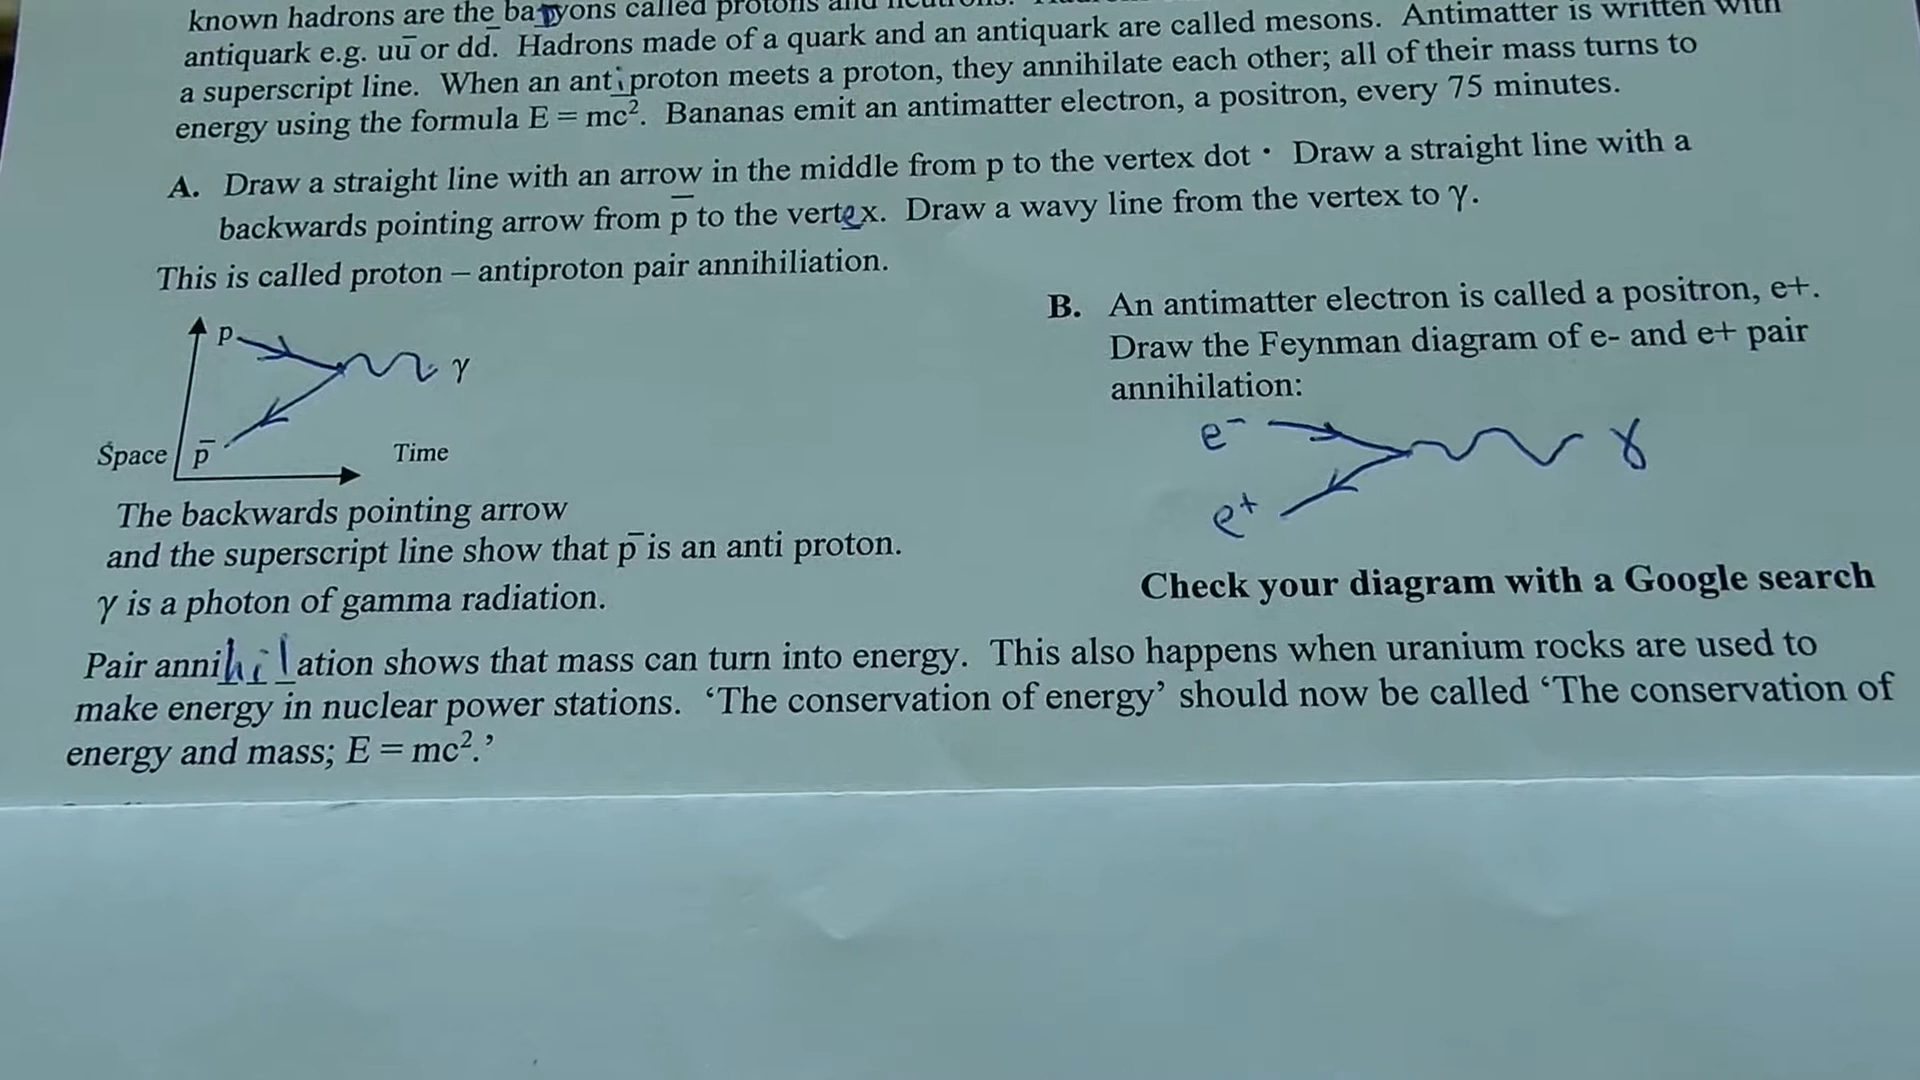 known hadrons are the baryons called protons and neutrons.
antiquark e.g. uū or dd̄. Hadrons made of a quark and an antiquark are called mesons. Antimatter is written with
a superscript line. When an antiproton meets a proton, they annihilate each other; all of their mass turns to
energy using the formula E = mc². Bananas emit an antimatter electron, a positron, every 75 minutes.
A. Draw a straight line with an arrow in the middle from p to the vertex dot · Draw a straight line with a
backwards pointing arrow from p̄ to the vertex. Draw a wavy line from the vertex to γ.
This is called proton – antiproton pair annihiliation.
p
γ
Space
p̄
Time
The backwards pointing arrow
and the superscript line show that p̄ is an anti proton.
γ is a photon of gamma radiation.
B. An antimatter electron is called a positron, e+.
Draw the Feynman diagram of e- and e+ pair
annihilation:
e⁻
γ
e⁺
Check your diagram with a Google search
Pair annihilation shows that mass can turn into energy. This also happens when uranium rocks are used to
make energy in nuclear power stations. ‘The conservation of energy’ should now be called ‘The conservation of
energy and mass; E = mc².’